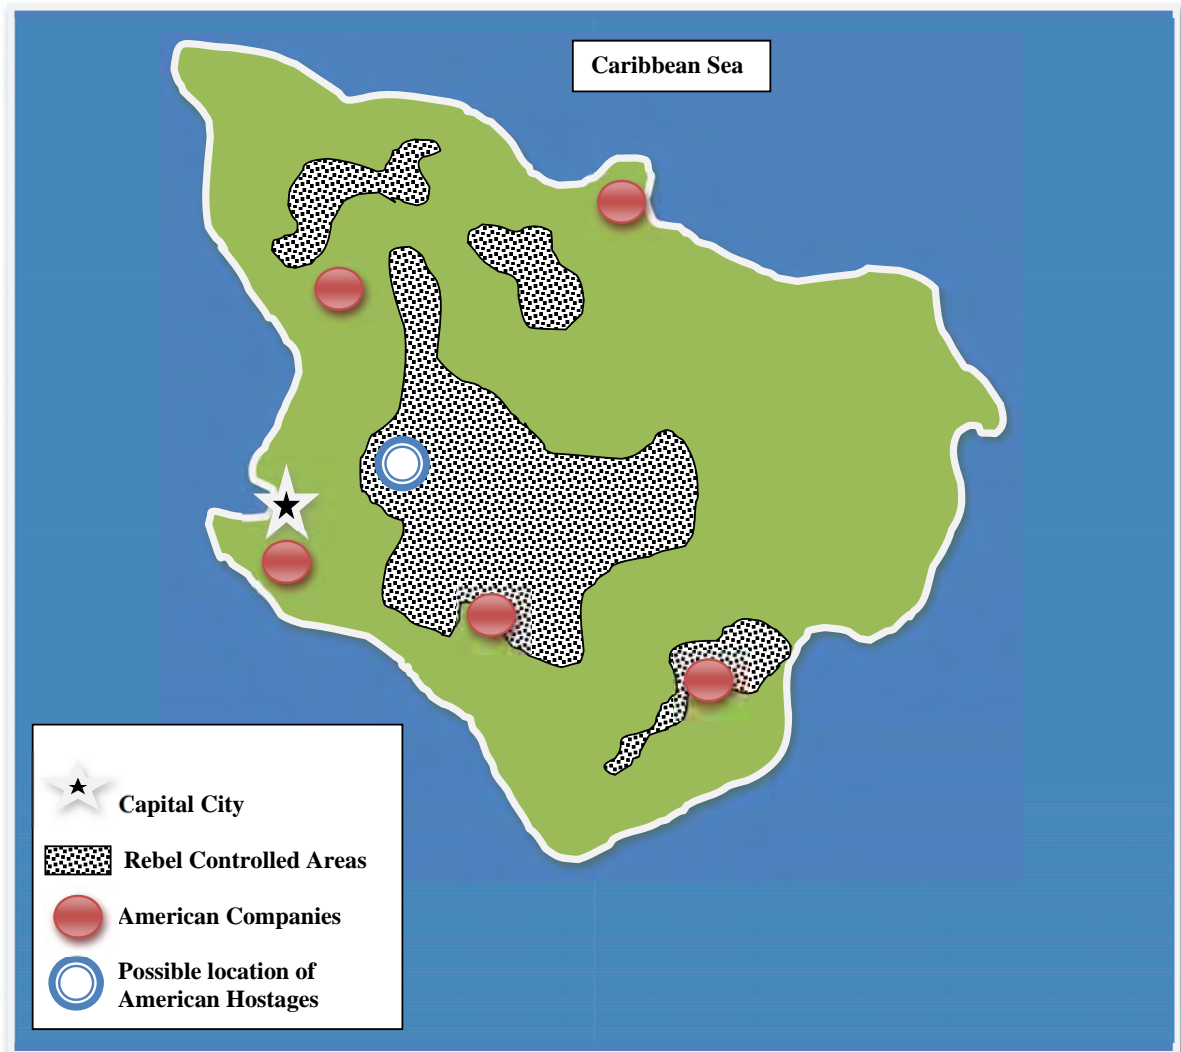 Caribbean Sea
Capital City
Rebel Controlled Areas
American Companies
Possible location of
American Hostages